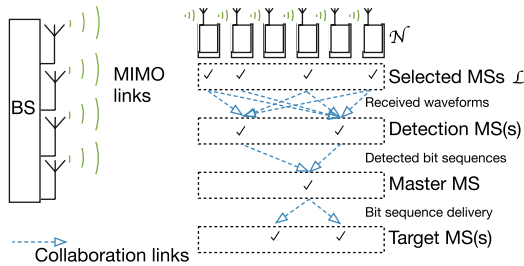 BS
MIMO
links
𝒩
✓ ✓ ✓ ✓
Selected MSs ℒ
Received waveforms
✓ ✓
Detection MS(s)
Detected bit sequences
✓
Master MS
Bit sequence delivery
✓ ✓
Target MS(s)
Collaboration links